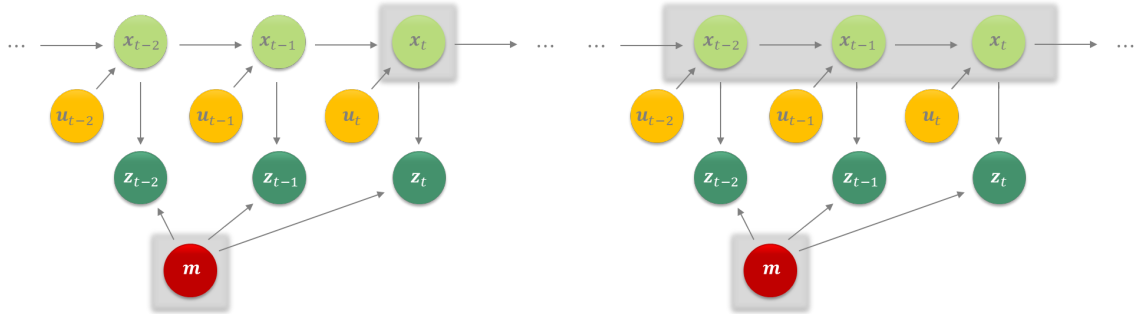 ... x_{t−2} x_{t−1} x_t ...
u_{t−2} u_{t−1} u_t
z_{t−2} z_{t−1} z_t
m
... x_{t−2} x_{t−1} x_t ...
u_{t−2} u_{t−1} u_t
z_{t−2} z_{t−1} z_t
m